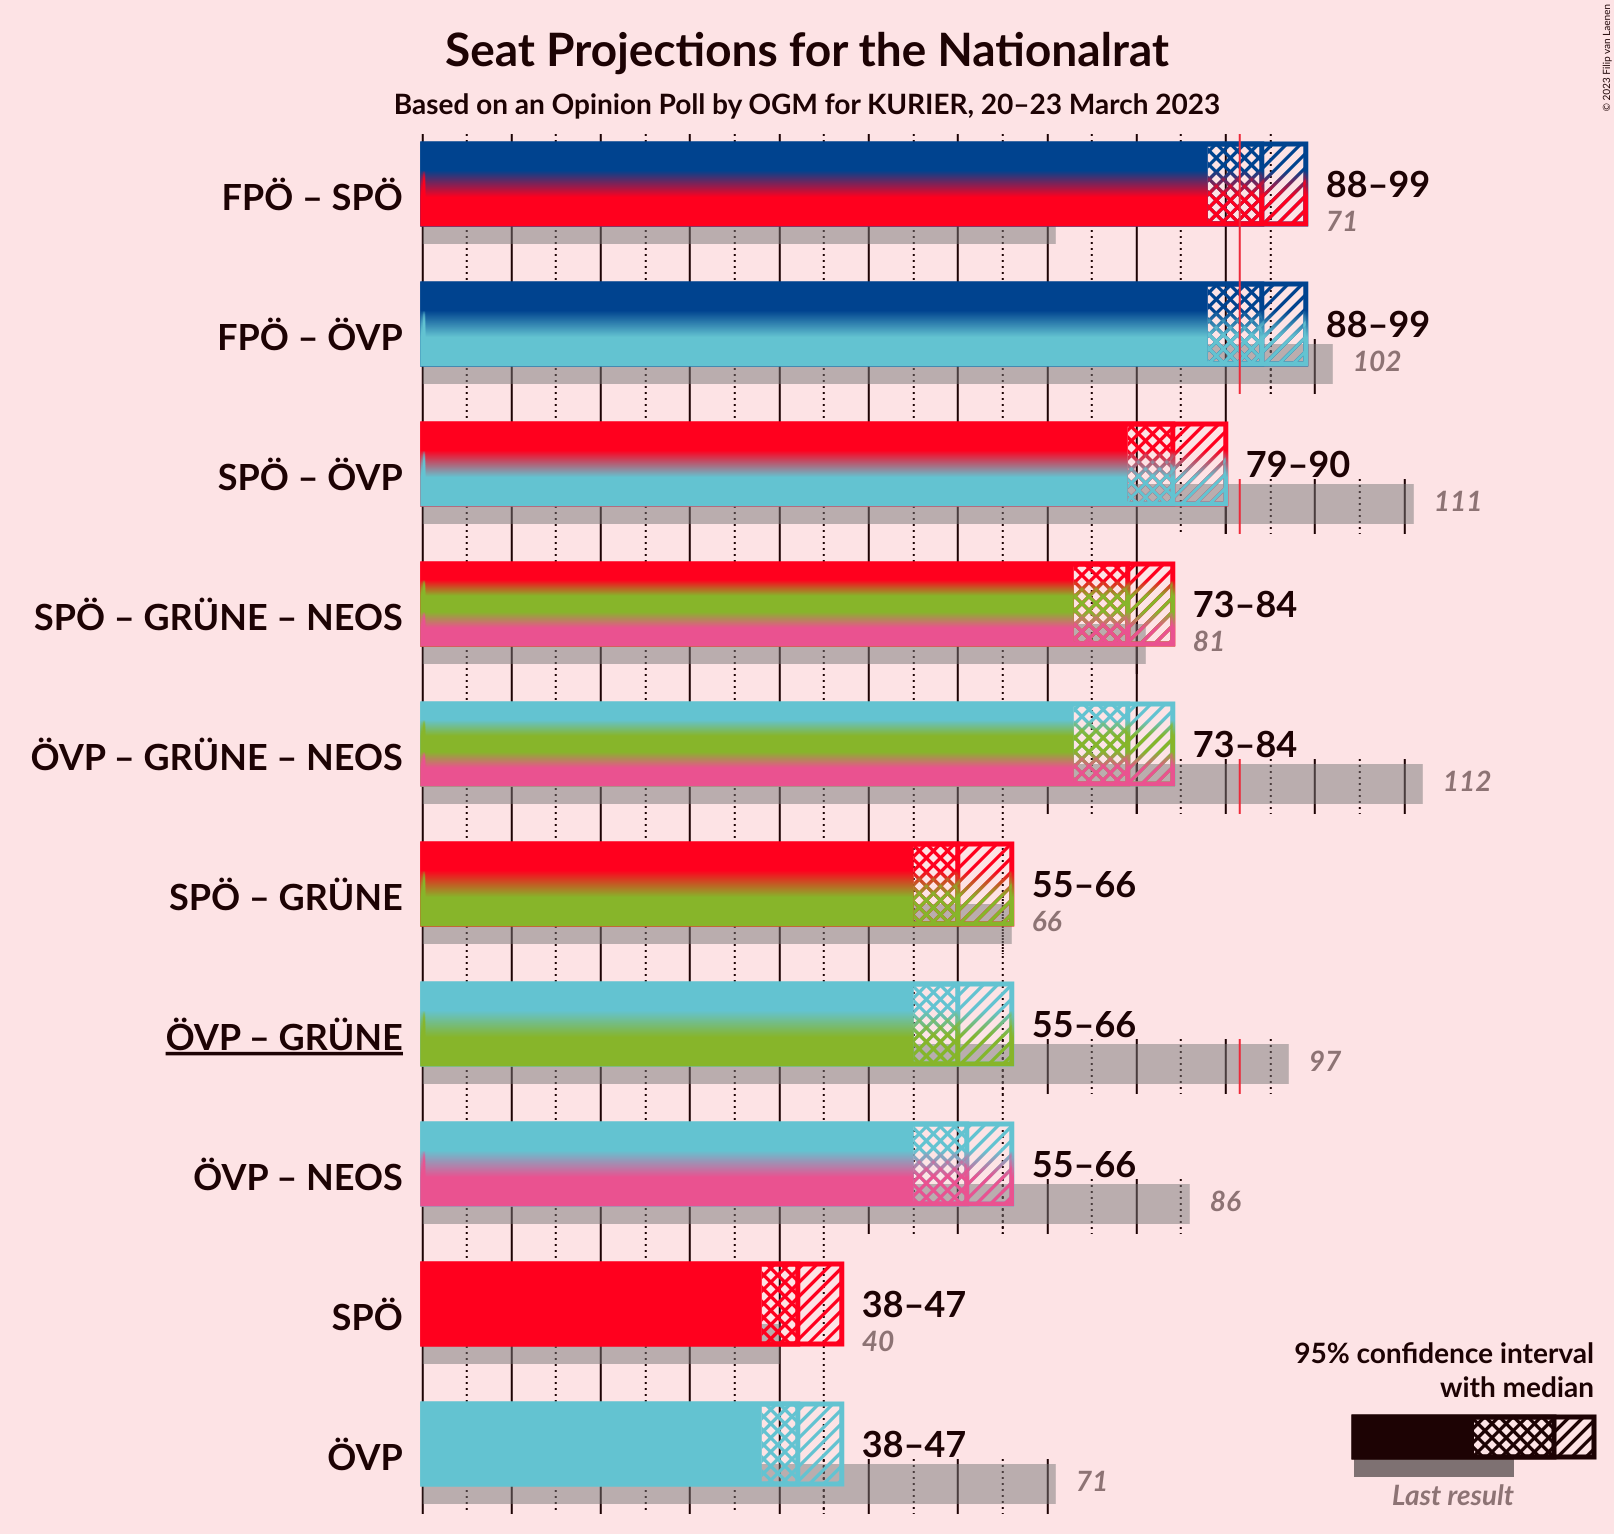 Seat Projections for the Nationalrat
Based on an Opinion Poll by OGM for KURIER, 20–23 March 2023
© 2023 Filip van Laenen
FPÖ – SPÖ
88–99
71
FPÖ – ÖVP
88–99
102
SPÖ – ÖVP
79–90
111
SPÖ – GRÜNE – NEOS
73–84
81
ÖVP – GRÜNE – NEOS
73–84
112
SPÖ – GRÜNE
55–66
66
ÖVP – GRÜNE
55–66
97
ÖVP – NEOS
55–66
86
SPÖ
38–47
40
ÖVP
38–47
71
95% confidence interval
with median
Last result